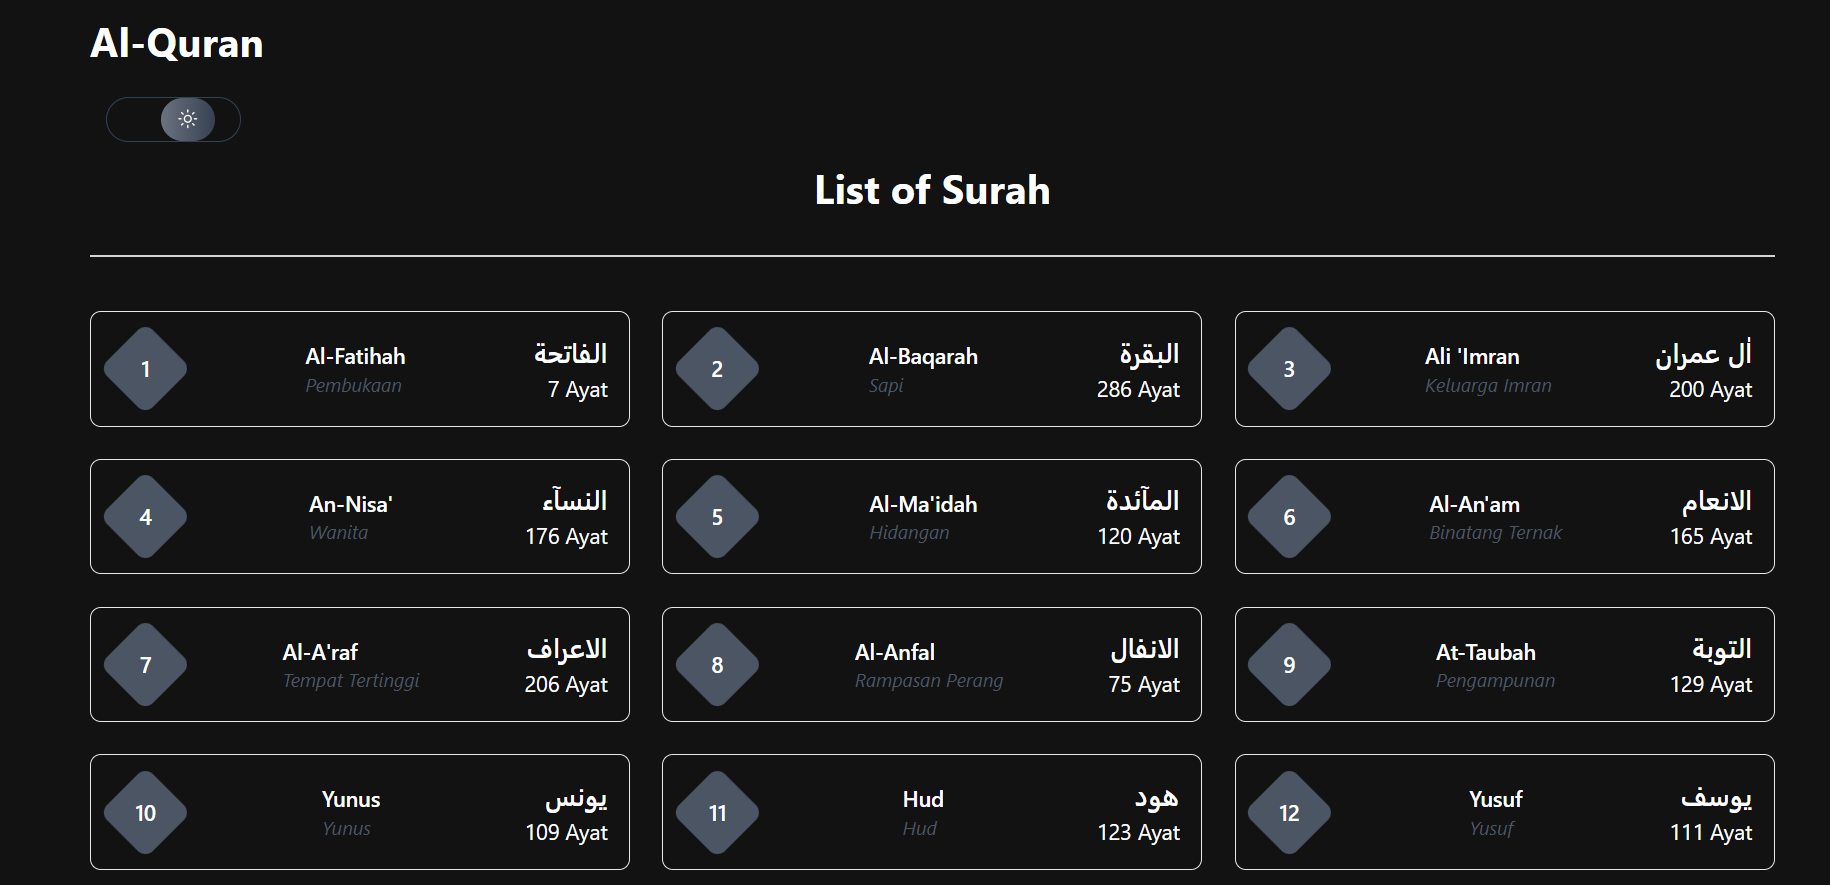 Al-Quran
List of Surah
1
Al-Fatihah
Pembukaan
الفاتحة
7 Ayat
2
Al-Baqarah
Sapi
البقرة
286 Ayat
3
Ali 'Imran
Keluarga Imran
اٰل عمران
200 Ayat
4
An-Nisa'
Wanita
النسآء
176 Ayat
5
Al-Ma'idah
Hidangan
المآئدة
120 Ayat
6
Al-An'am
Binatang Ternak
الانعام
165 Ayat
7
Al-A'raf
Tempat Tertinggi
الاعراف
206 Ayat
8
Al-Anfal
Rampasan Perang
الانفال
75 Ayat
9
At-Taubah
Pengampunan
التوبة
129 Ayat
10
Yunus
Yunus
يونس
109 Ayat
11
Hud
Hud
هود
123 Ayat
12
Yusuf
Yusuf
يوسف
111 Ayat